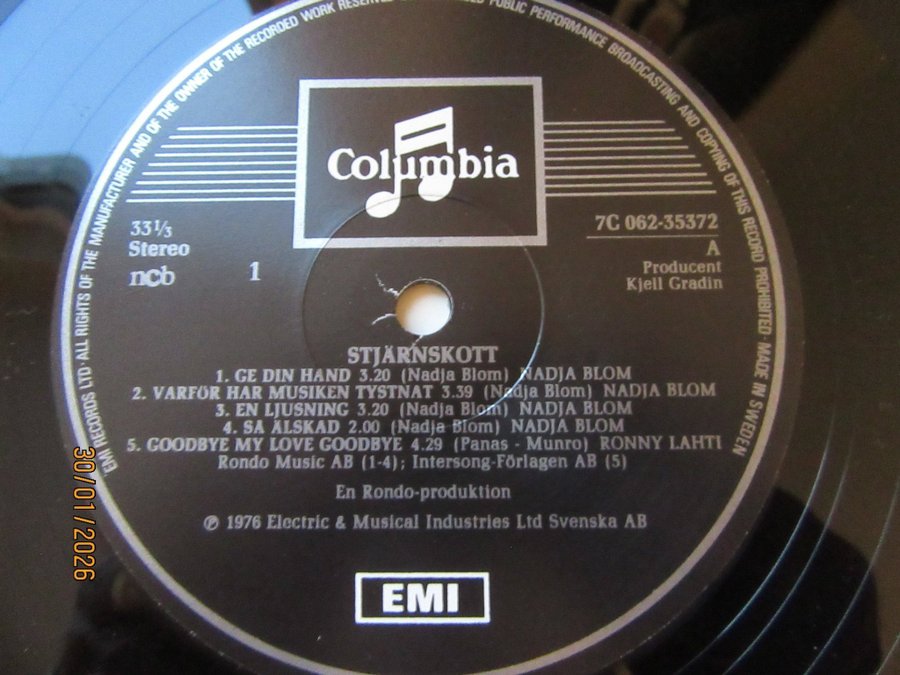 EMI RECORDS LTD · ALL RIGHTS OF THE MANUFACTURER AND OF THE OWNER OF THE RECORDED WORK RESERVED PUBLIC PERFORMANCE BROADCASTING AND COPYING OF THIS RECORD PROHIBITED · MADE IN SWEDEN
Columbia
33⅓
Stereo
ncb
1
7C 062-35372
A
Producent
Kjell Gradin
STJÄRNSKOTT
1. GE DIN HAND 3.20 (Nadja Blom) NADJA BLOM
2. VARFÖR HAR MUSIKEN TYSTNAT 3.39 (Nadja Blom) NADJA BLOM
3. EN LJUSNING 3.20 (Nadja Blom) NADJA BLOM
4. SÅ ÄLSKAD 2.00 (Nadja Blom) NADJA BLOM
5. GOODBYE MY LOVE GOODBYE 4.29 (Panas - Munro) RONNY LAHTI
Rondo Music AB (1-4); Intersong-Förlagen AB (5)
En Rondo-produktion
℗ 1976 Electric & Musical Industries Ltd Svenska AB
EMI
30/01/2026